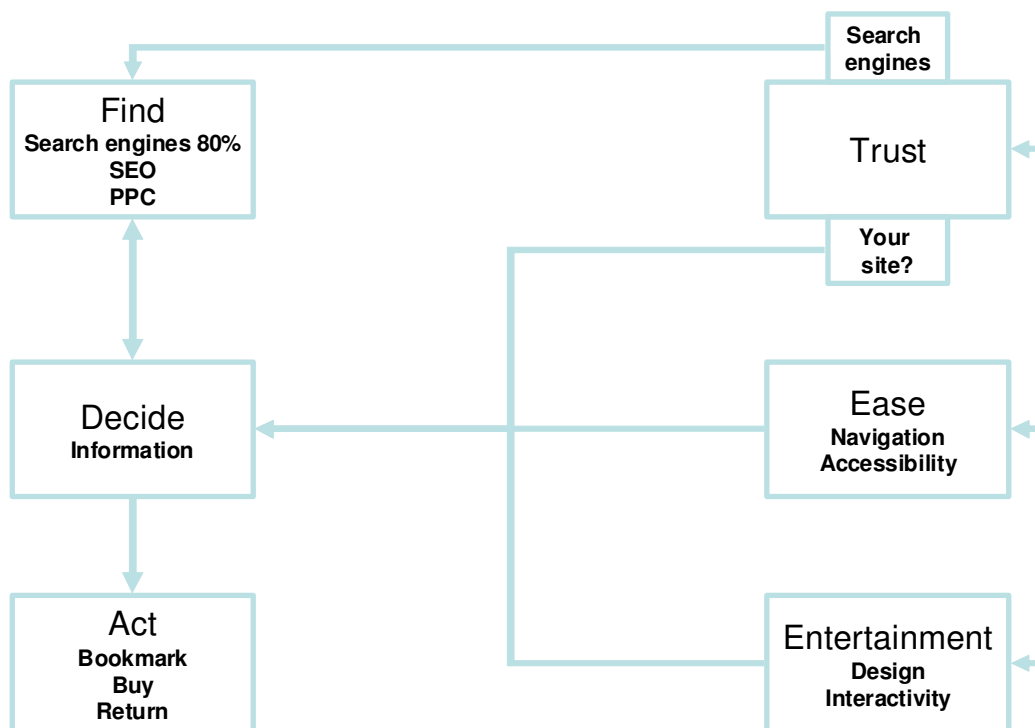 Search
engines
Find
Search engines 80%
SEO
PPC
Trust
Your
site?
Decide
Information
Ease
Navigation
Accessibility
Act
Bookmark
Buy
Return
Entertainment
Design
Interactivity